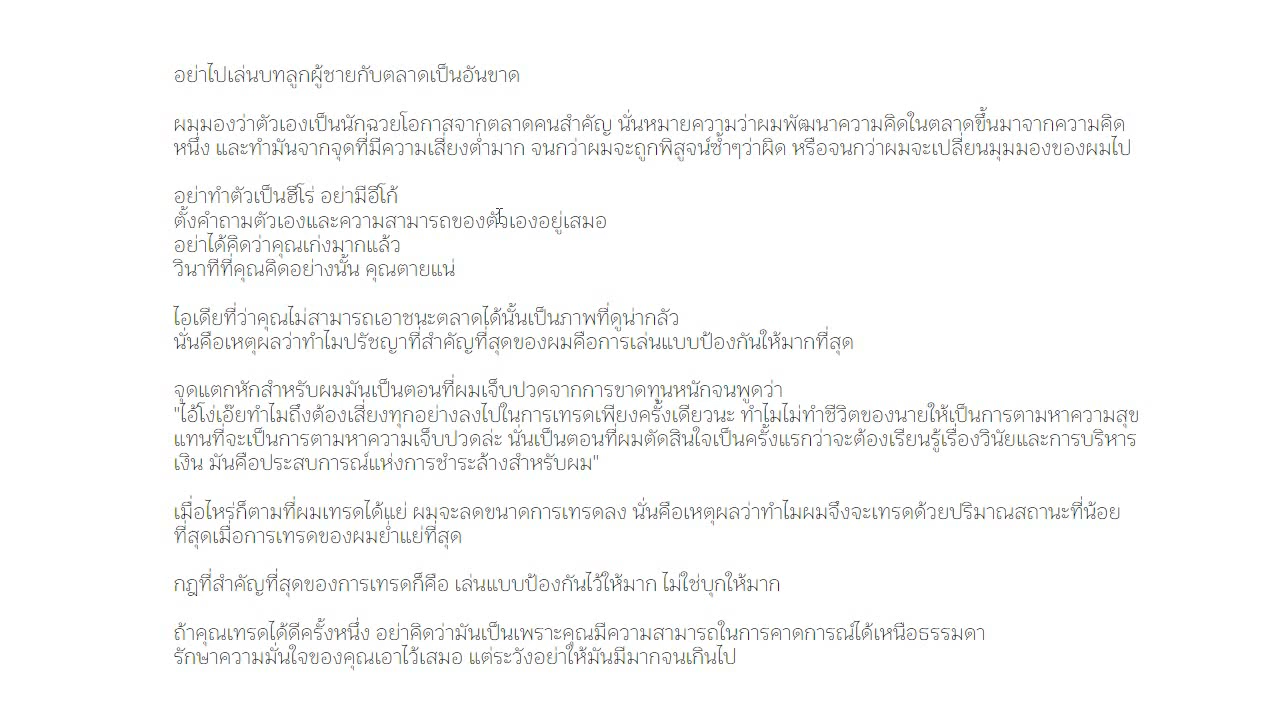 อย่าไปเล่นบทลูกผู้ชายกับตลาดเป็นอันขาด
ผมมองว่าตัวเองเป็นนักฉวยโอกาสจากตลาดคนสำคัญ นั่นหมายความว่าผมพัฒนาความคิดในตลาดขึ้นมาจากความคิด
หนึ่ง และทำมันจากจุดที่มีความเสี่ยงต่ำมาก จนกว่าผมจะถูกพิสูจน์ซ้ำๆว่าผิด หรือจนกว่าผมจะเปลี่ยนมุมมองของผมไป
อย่าทำตัวเป็นฮีโร่ อย่ามีอีโก้
ตั้งคำถามตัวเองและความสามารถของตัวเองอยู่เสมอ
อย่าได้คิดว่าคุณเก่งมากแล้ว
วินาทีที่คุณคิดอย่างนั้น คุณตายแน่
ไอเดียที่ว่าคุณไม่สามารถเอาชนะตลาดได้นั้นเป็นภาพที่ดูน่ากลัว
นั่นคือเหตุผลว่าทำไมปรัชญาที่สำคัญที่สุดของผมคือการเล่นแบบป้องกันให้มากที่สุด
จุดแตกหักสำหรับผมมันเป็นตอนที่ผมเจ็บปวดจากการขาดทุนหนักจนพูดว่า
"ไอ้โง่เอ๊ยทำไมถึงต้องเสี่ยงทุกอย่างลงไปในการเทรดเพียงครั้งเดียวนะ ทำไมไม่ทำชีวิตของนายให้เป็นการตามหาความสุข
แทนที่จะเป็นการตามหาความเจ็บปวดล่ะ นั่นเป็นตอนที่ผมตัดสินใจเป็นครั้งแรกว่าจะต้องเรียนรู้เรื่องวินัยและการบริหาร
เงิน มันคือประสบการณ์แห่งการชำระล้างสำหรับผม"
เมื่อไหร่ก็ตามที่ผมเทรดได้แย่ ผมจะลดขนาดการเทรดลง นั่นคือเหตุผลว่าทำไมผมจึงจะเทรดด้วยปริมาณสถานะที่น้อย
ที่สุดเมื่อการเทรดของผมย่ำแย่ที่สุด
กฎที่สำคัญที่สุดของการเทรดก็คือ เล่นแบบป้องกันไว้ให้มาก ไม่ใช่บุกให้มาก
ถ้าคุณเทรดได้ดีครั้งหนึ่ง อย่าคิดว่ามันเป็นเพราะคุณมีความสามารถในการคาดการณ์ได้เหนือธรรมดา
รักษาความมั่นใจของคุณเอาไว้เสมอ แต่ระวังอย่าให้มันมีมากจนเกินไป